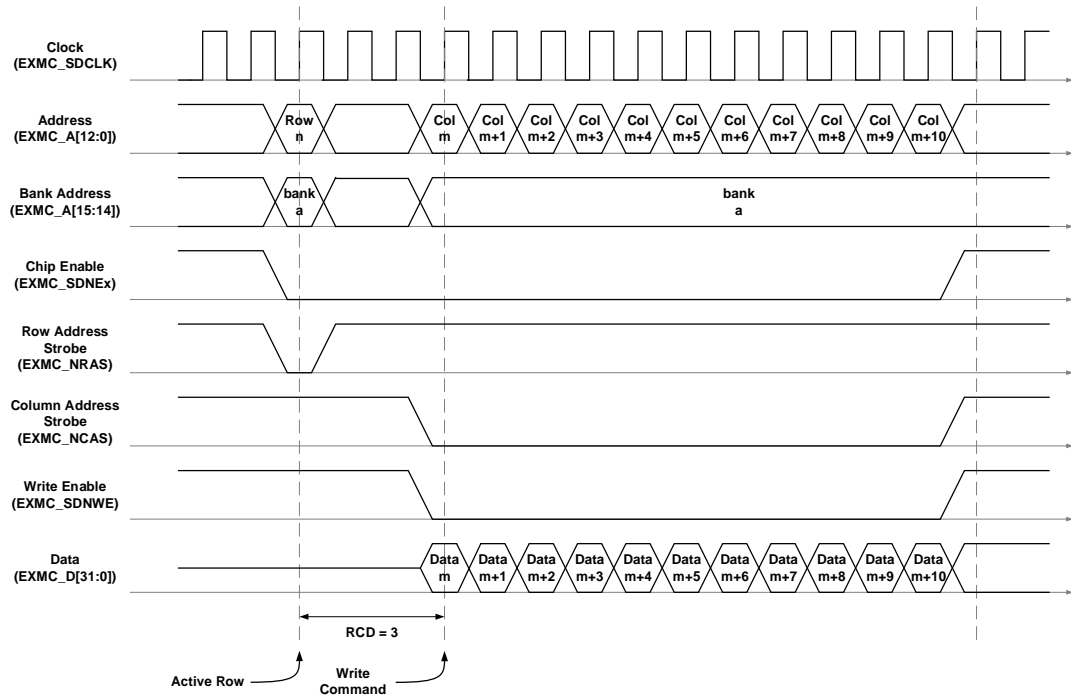 Clock
(EXMC_SDCLK)
Address
(EXMC_A[12:0])
Row
n
Col
m
Col
m+1
Col
m+2
Col
m+3
Col
m+4
Col
m+5
Col
m+6
Col
m+7
Col
m+8
Col
m+9
Col
m+10
Bank Address
(EXMC_A[15:14])
bank
a
bank
a
Chip Enable
(EXMC_SDNEx)
Row Address
Strobe
(EXMC_NRAS)
Column Address
Strobe
(EXMC_NCAS)
Write Enable
(EXMC_SDNWE)
Data
(EXMC_D[31:0])
Data
m
Data
m+1
Data
m+2
Data
m+3
Data
m+4
Data
m+5
Data
m+6
Data
m+7
Data
m+8
Data
m+9
Data
m+10
RCD = 3
Active Row
Write
Command